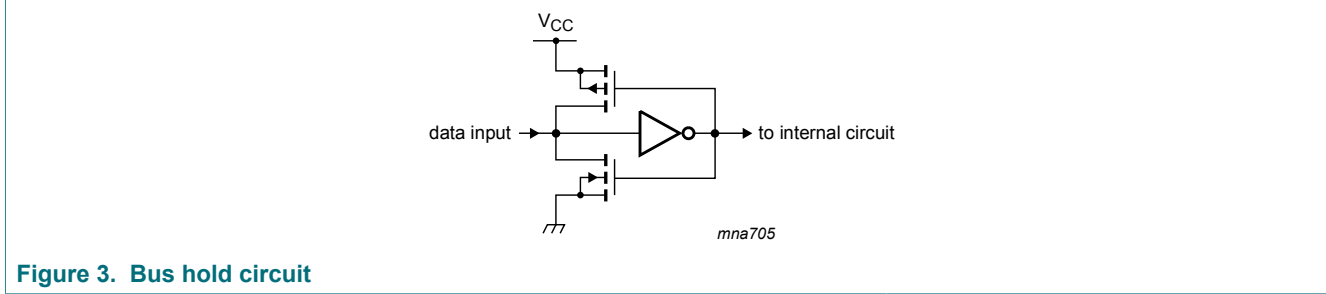 VCC
data input
to internal circuit
mna705
Figure 3. Bus hold circuit